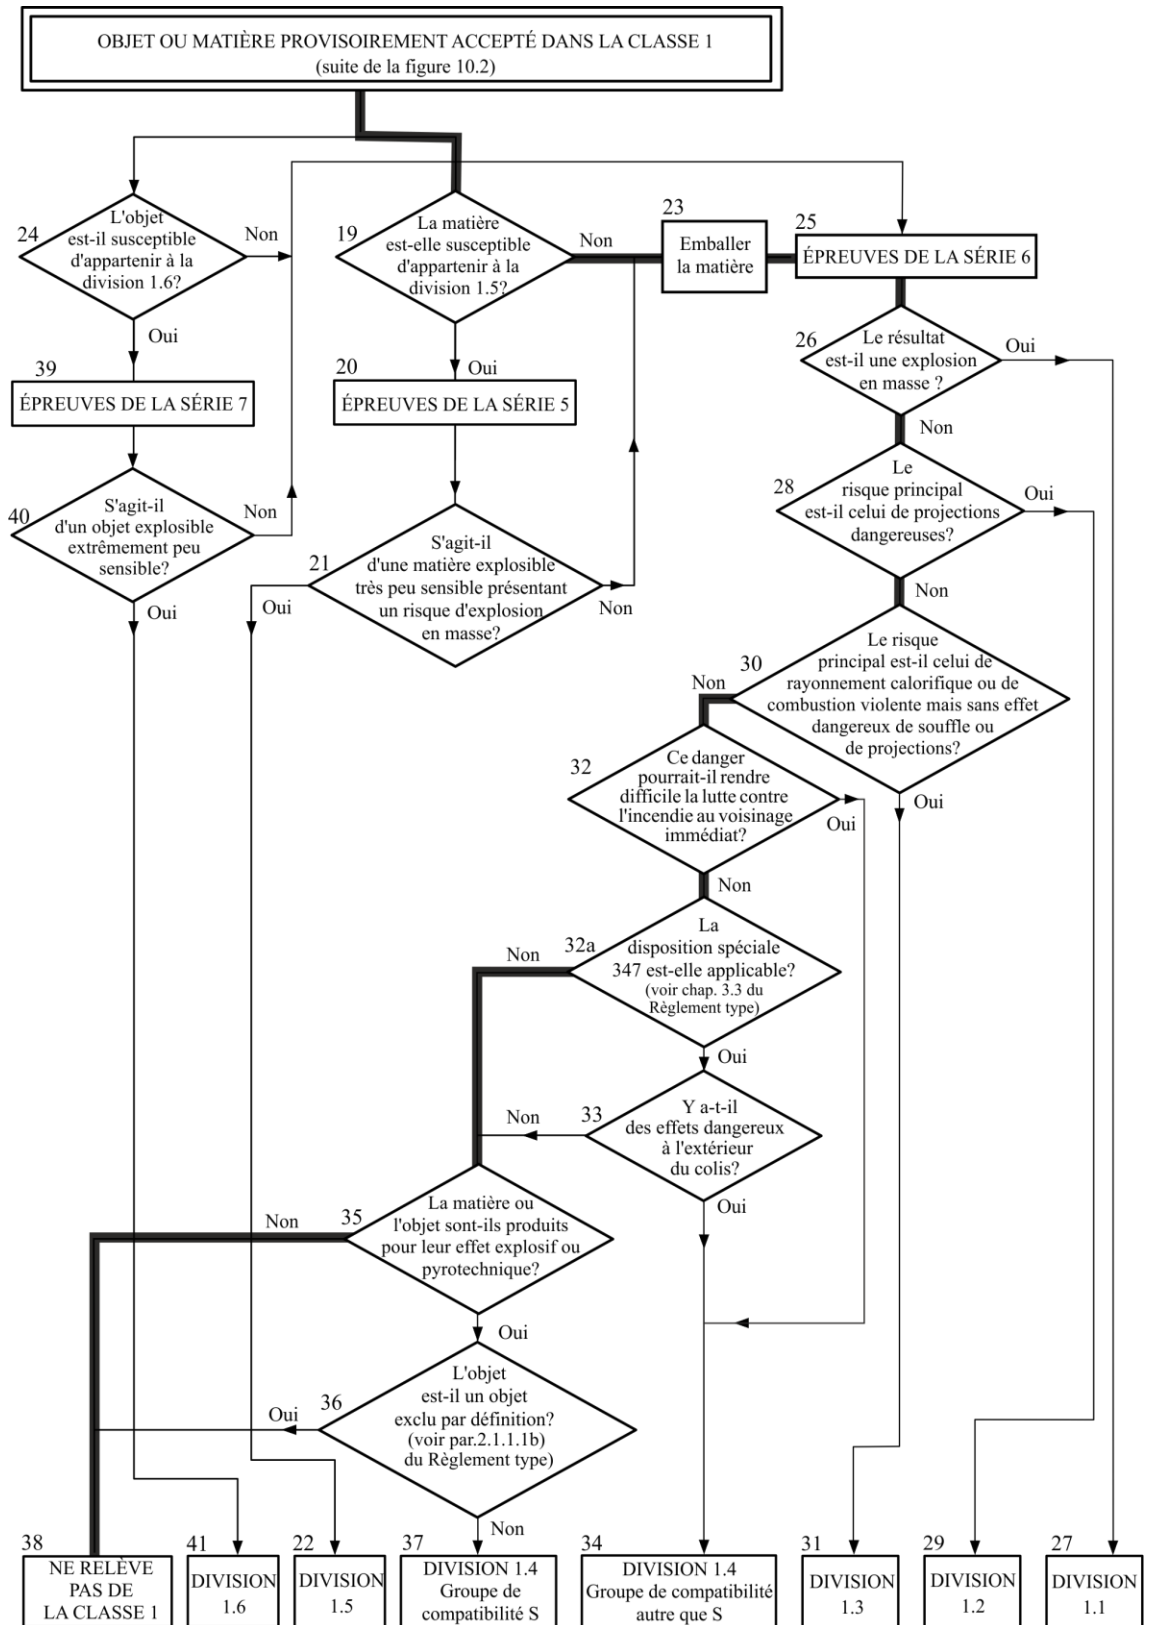 OBJET OU MATIÈRE PROVISOIREMENT ACCEPTÉ DANS LA CLASSE 1
(suite de la figure 10.2)
24
L'objet
est-il susceptible
d'appartenir à la
division 1.6?
Non
Oui
19
La matière
est-elle susceptible
d'appartenir à la
division 1.5?
Non
Oui
23
Emballer
la matière
25
ÉPREUVES DE LA SÉRIE 6
26
Le résultat
est-il une explosion
en masse ?
Oui
Non
39
ÉPREUVES DE LA SÉRIE 7
20
ÉPREUVES DE LA SÉRIE 5
28
Le
risque principal
est-il celui de projections
dangereuses?
Oui
Non
40
S'agit-il
d'un objet explosible
extrêmement peu
sensible?
Non
Oui
21
S'agit-il
d'une matière explosible
très peu sensible présentant
un risque d'explosion
en masse?
Oui
Non
30
Le risque
principal est-il celui de
rayonnement calorifique ou de
combustion violente mais sans effet
dangereux de souffle ou
de projections?
Non
Oui
32
Ce danger
pourrait-il rendre
difficile la lutte contre
l'incendie au voisinage
immédiat?
Oui
Non
32a
La
disposition spéciale
347 est-elle applicable?
(voir chap. 3.3 du
Règlement type)
Non
Oui
33
Y a-t-il
des effets dangereux
à l'extérieur
du colis?
Non
Oui
35
La matière ou
l'objet sont-ils produits
pour leur effet explosif ou
pyrotechnique?
Non
Oui
36
L'objet
est-il un objet
exclu par définition?
(voir par.2.1.1.1b)
du Règlement type)
Oui
Non
38
NE RELÈVE
PAS DE
LA CLASSE 1
41
DIVISION
1.6
22
DIVISION
1.5
37
DIVISION 1.4
Groupe de
compatibilité S
34
DIVISION 1.4
Groupe de compatibilité
autre que S
31
DIVISION
1.3
29
DIVISION
1.2
27
DIVISION
1.1